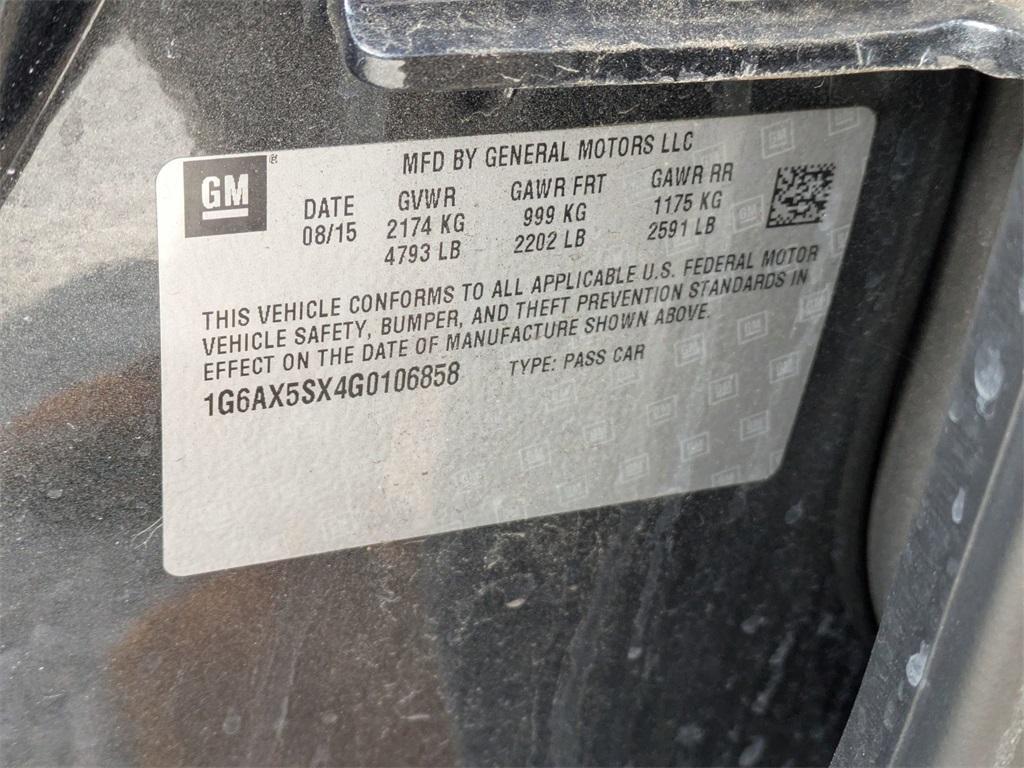 GM®
MFD BY GENERAL MOTORS LLC
DATE GVWR GAWR FRT GAWR RR
08/15 2174 KG 999 KG 1175 KG
4793 LB 2202 LB 2591 LB
THIS VEHICLE CONFORMS TO ALL APPLICABLE U.S. FEDERAL MOTOR
VEHICLE SAFETY, BUMPER, AND THEFT PREVENTION STANDARDS IN
EFFECT ON THE DATE OF MANUFACTURE SHOWN ABOVE.
1G6AX5SX4G0106858 TYPE: PASS CAR